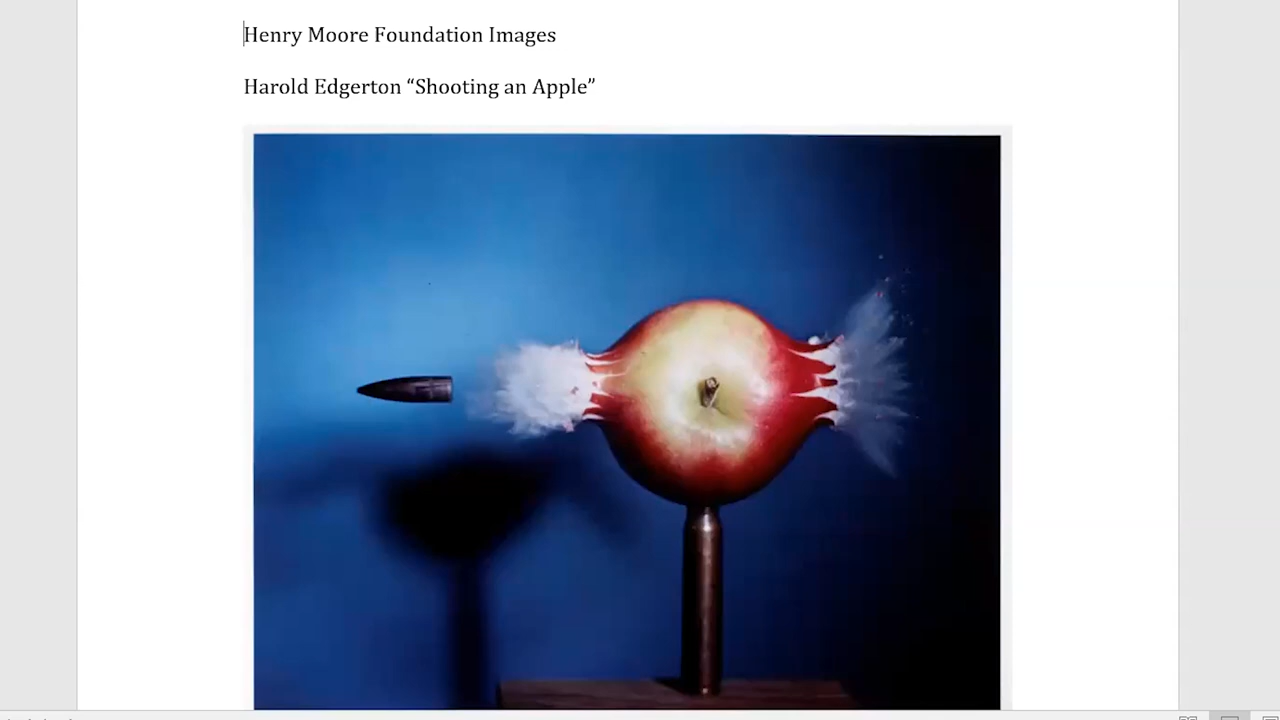 Henry Moore Foundation Images
Harold Edgerton “Shooting an Apple”